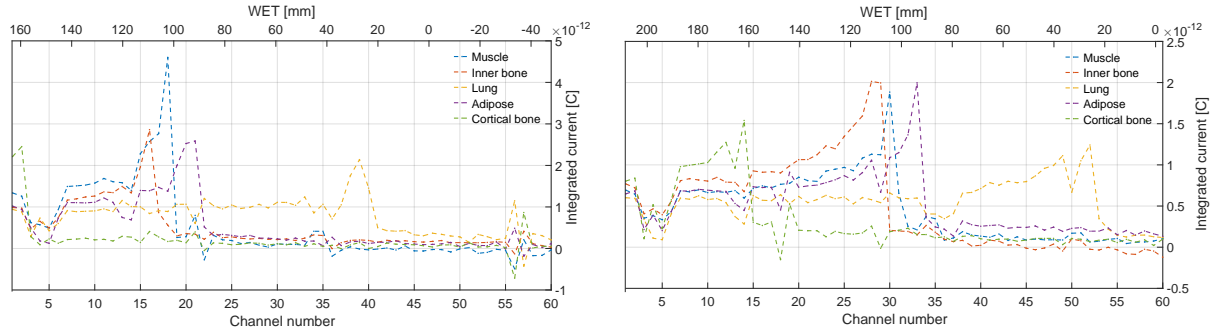 WET [mm]
160 140 120 100 80 60 40 20 0 -20 -40
×10⁻¹²
5
4
3
2
1
0
-1
Integrated current [C]
Muscle
Inner bone
Lung
Adipose
Cortical bone
5 10 15 20 25 30 35 40 45 50 55 60
Channel number
WET [mm]
200 180 160 140 120 100 80 60 40 20 0
×10⁻¹²
2.5
2
1.5
1
0.5
0
-0.5
Integrated current [C]
Muscle
Inner bone
Lung
Adipose
Cortical bone
5 10 15 20 25 30 35 40 45 50 55 60
Channel number